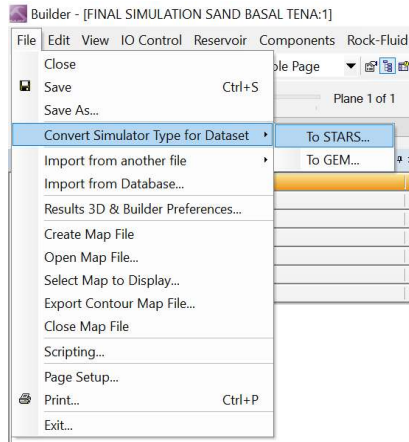 Builder - [FINAL SIMULATION SAND BASAL TENA:1]
File Edit View IO Control Reservoir Components Rock-Fluid
Close
ole Page
Save Ctrl+S
Save As...
Plane 1 of 1
Convert Simulator Type for Dataset
To STARS...
Import from another file
To GEM...
Import from Database...
Results 3D & Builder Preferences...
Create Map File
Open Map File...
Select Map to Display...
Export Contour Map File...
Close Map File
Scripting...
Page Setup...
Print... Ctrl+P
Exit...